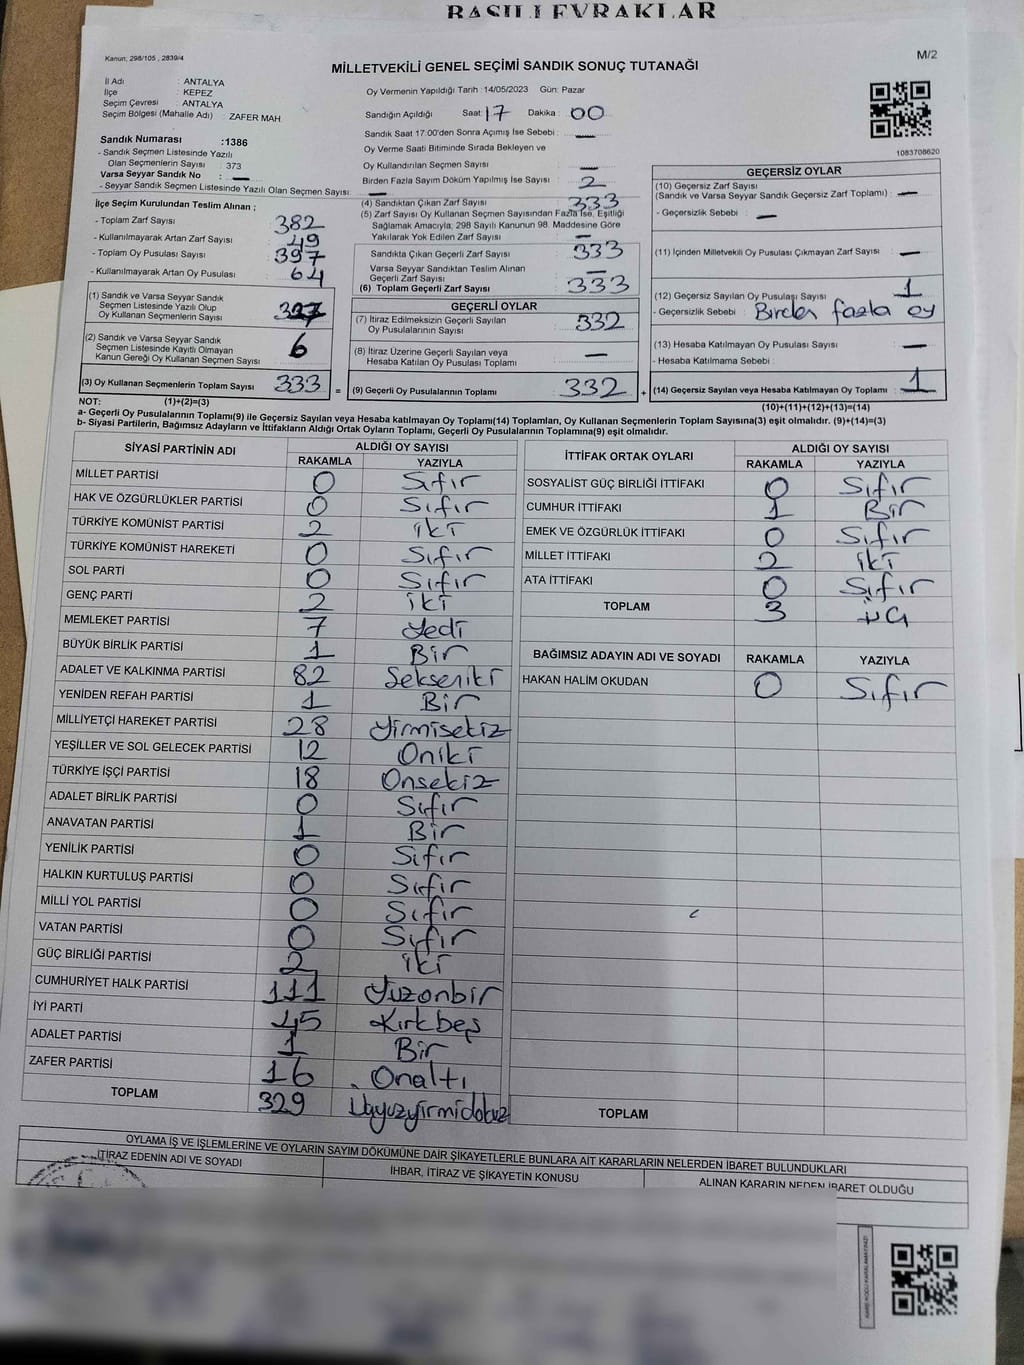 BASILI EVRAKLAR
Kanun; 298/105 , 2839/4
M/2
MİLLETVEKİLİ GENEL SEÇİMİ SANDIK SONUÇ TUTANAĞI
İl Adı : ANTALYA
İlçe : KEPEZ
Seçim Çevresi : ANTALYA
Seçim Bölgesi (Mahalle Adı) : ZAFER MAH
Sandık Numarası :1386
- Sandık Seçmen Listesinde Yazılı
Olan Seçmenlerin Sayısı : 373
Varsa Seyyar Sandık No : —
- Seyyar Sandık Seçmen Listesinde Yazılı Olan Seçmen Sayısı : —
Oy Vermenin Yapıldığı Tarih :14/05/2023 Gün: Pazar
Sandığın Açıldığı Saat : 17 Dakika : 00
Sandık Saat 17:00'den Sonra Açımış İse Sebebi : —
Oy Verme Saati Bitiminde Sırada Bekleyen ve
Oy Kullandırılan Seçmen Sayısı : —
Birden Fazla Sayım Döküm Yapılmış İse Sayısı : 2
1083708620
İlçe Seçim Kurulundan Teslim Alınan ;
- Toplam Zarf Sayısı : 382
- Kullanılmayarak Artan Zarf Sayısı : 49
- Toplam Oy Pusulası Sayısı : 397
- Kullanılmayarak Artan Oy Pusulası : 64
(1) Sandık ve Varsa Seyyar Sandık
Seçmen Listesinde Yazılı Olup
Oy Kullanan Seçmenlerin Sayısı
(2) Sandık ve Varsa Seyyar Sandık
Seçmen Listesinde Kayıtlı Olmayan
Kanun Gereği Oy Kullanan Seçmen Sayısı 6
(3) Oy Kullanan Seçmenlerin Toplam Sayısı 333 =
(4) Sandıktan Çıkan Zarf Sayısı : 333
(5) Zarf Sayısı Oy Kullanan Seçmen Sayısından Fazla İse, Eşitliği
Sağlamak Amacıyla, 298 Sayılı Kanunun 98. Maddesine Göre
Yakılarak Yok Edilen Zarf Sayısı : —
Sandıkta Çıkan Geçerli Zarf Sayısı : 333
Varsa Seyyar Sandıktan Teslim Alınan
Geçerli Zarf Sayısı : —
(6) Toplam Geçerli Zarf Sayısı : 333
GEÇERLİ OYLAR
(7) İtiraz Edilmeksizin Geçerli Sayılan
Oy Pusulalarının Sayısı : 332
(8) İtiraz Üzerine Geçerli Sayılan veya
Hesaba Katılan Oy Pusulası Toplamı : —
(9) Geçerli Oy Pusulalarının Toplamı 332 +
GEÇERSİZ OYLAR
(10) Geçersiz Zarf Sayısı
(Sandık ve Varsa Seyyar Sandık Geçersiz Zarf Toplamı) : —
- Geçersizlik Sebebi : —
(11) İçinden Milletvekili Oy Pusulası Çıkmayan Zarf Sayısı : —
(12) Geçersiz Sayılan Oy Pusulası Sayısı : 1
- Geçersizlik Sebebi : Birden fazla oy
(13) Hesaba Katılmayan Oy Pusulası Sayısı : —
- Hesaba Katılmama Sebebi :
(14) Geçersiz Sayılan veya Hesaba Katılmayan Oy Toplamı : 1
NOT: (1)+(2)=(3)
(10)+(11)+(12)+(13)=(14)
a- Geçerli Oy Pusulalarının Toplamı(9) ile Geçersiz Sayılan veya Hesaba katılmayan Oy Toplamı(14) Toplamları, Oy Kullanan Seçmenlerin Toplam Sayısına(3) eşit olmalıdır. (9)+(14)=(3)
b- Siyasi Partilerin, Bağımsız Adayların ve İttifakların Aldığı Ortak Oyların Toplamı, Geçerli Oy Pusulalarının Toplamına(9) eşit olmalıdır.
SİYASİ PARTİNİN ADI ALDIĞI OY SAYISI
RAKAMLA YAZIYLA
MİLLET PARTİSİ 0 Sıfır
HAK VE ÖZGÜRLÜKLER PARTİSİ 0 Sıfır
TÜRKİYE KOMÜNİST PARTİSİ 2 iki
TÜRKİYE KOMÜNİST HAREKETİ 0 Sıfır
SOL PARTİ 0 Sıfır
GENÇ PARTİ 2 iki
MEMLEKET PARTİSİ 7 Yedi
BÜYÜK BİRLİK PARTİSİ 1 Bir
ADALET VE KALKINMA PARTİSİ 82 Sekseniki
YENİDEN REFAH PARTİSİ 1 Bir
MİLLİYETÇİ HAREKET PARTİSİ 28 Yirmisekiz
YEŞİLLER VE SOL GELECEK PARTİSİ 12 Oniki
TÜRKİYE İŞÇİ PARTİSİ 18 Onsekiz
ADALET BİRLİK PARTİSİ 0 Sıfır
ANAVATAN PARTİSİ 1 Bir
YENİLİK PARTİSİ 0 Sıfır
HALKIN KURTULUŞ PARTİSİ 0 Sıfır
MİLLİ YOL PARTİSİ 0 Sıfır
VATAN PARTİSİ 0 Sıfır
GÜÇ BİRLİĞİ PARTİSİ 2 iki
CUMHURİYET HALK PARTİSİ 111 Yuzonbir
İYİ PARTİ 45 Kırkbeş
ADALET PARTİSİ 1 Bir
ZAFER PARTİSİ 16 Onaltı
TOPLAM 329 Üçyüzyirmidokuz
İTTİFAK ORTAK OYLARI ALDIĞI OY SAYISI
RAKAMLA YAZIYLA
SOSYALİST GÜÇ BİRLİĞİ İTTİFAKI 0 Sıfır
CUMHUR İTTİFAKI 1 Bir
EMEK VE ÖZGÜRLÜK İTTİFAKI 0 Sıfır
MİLLET İTTİFAKI 2 iki
ATA İTTİFAKI 0 Sıfır
TOPLAM 3 üç
BAĞIMSIZ ADAYIN ADI VE SOYADI RAKAMLA YAZIYLA
HAKAN HALİM OKUDAN 0 Sıfır
TOPLAM
OYLAMA İŞ VE İŞLEMLERİNE VE OYLARIN SAYIM DÖKÜMÜNE DAİR ŞİKAYETLERLE BUNLARA AİT KARARLARIN NELERDEN İBARET BULUNDUKLARI
İTİRAZ EDENİN ADI VE SOYADI İHBAR, İTİRAZ VE ŞİKAYETİN KONUSU ALINAN KARARIN NEDEN İBARET OLDUĞU